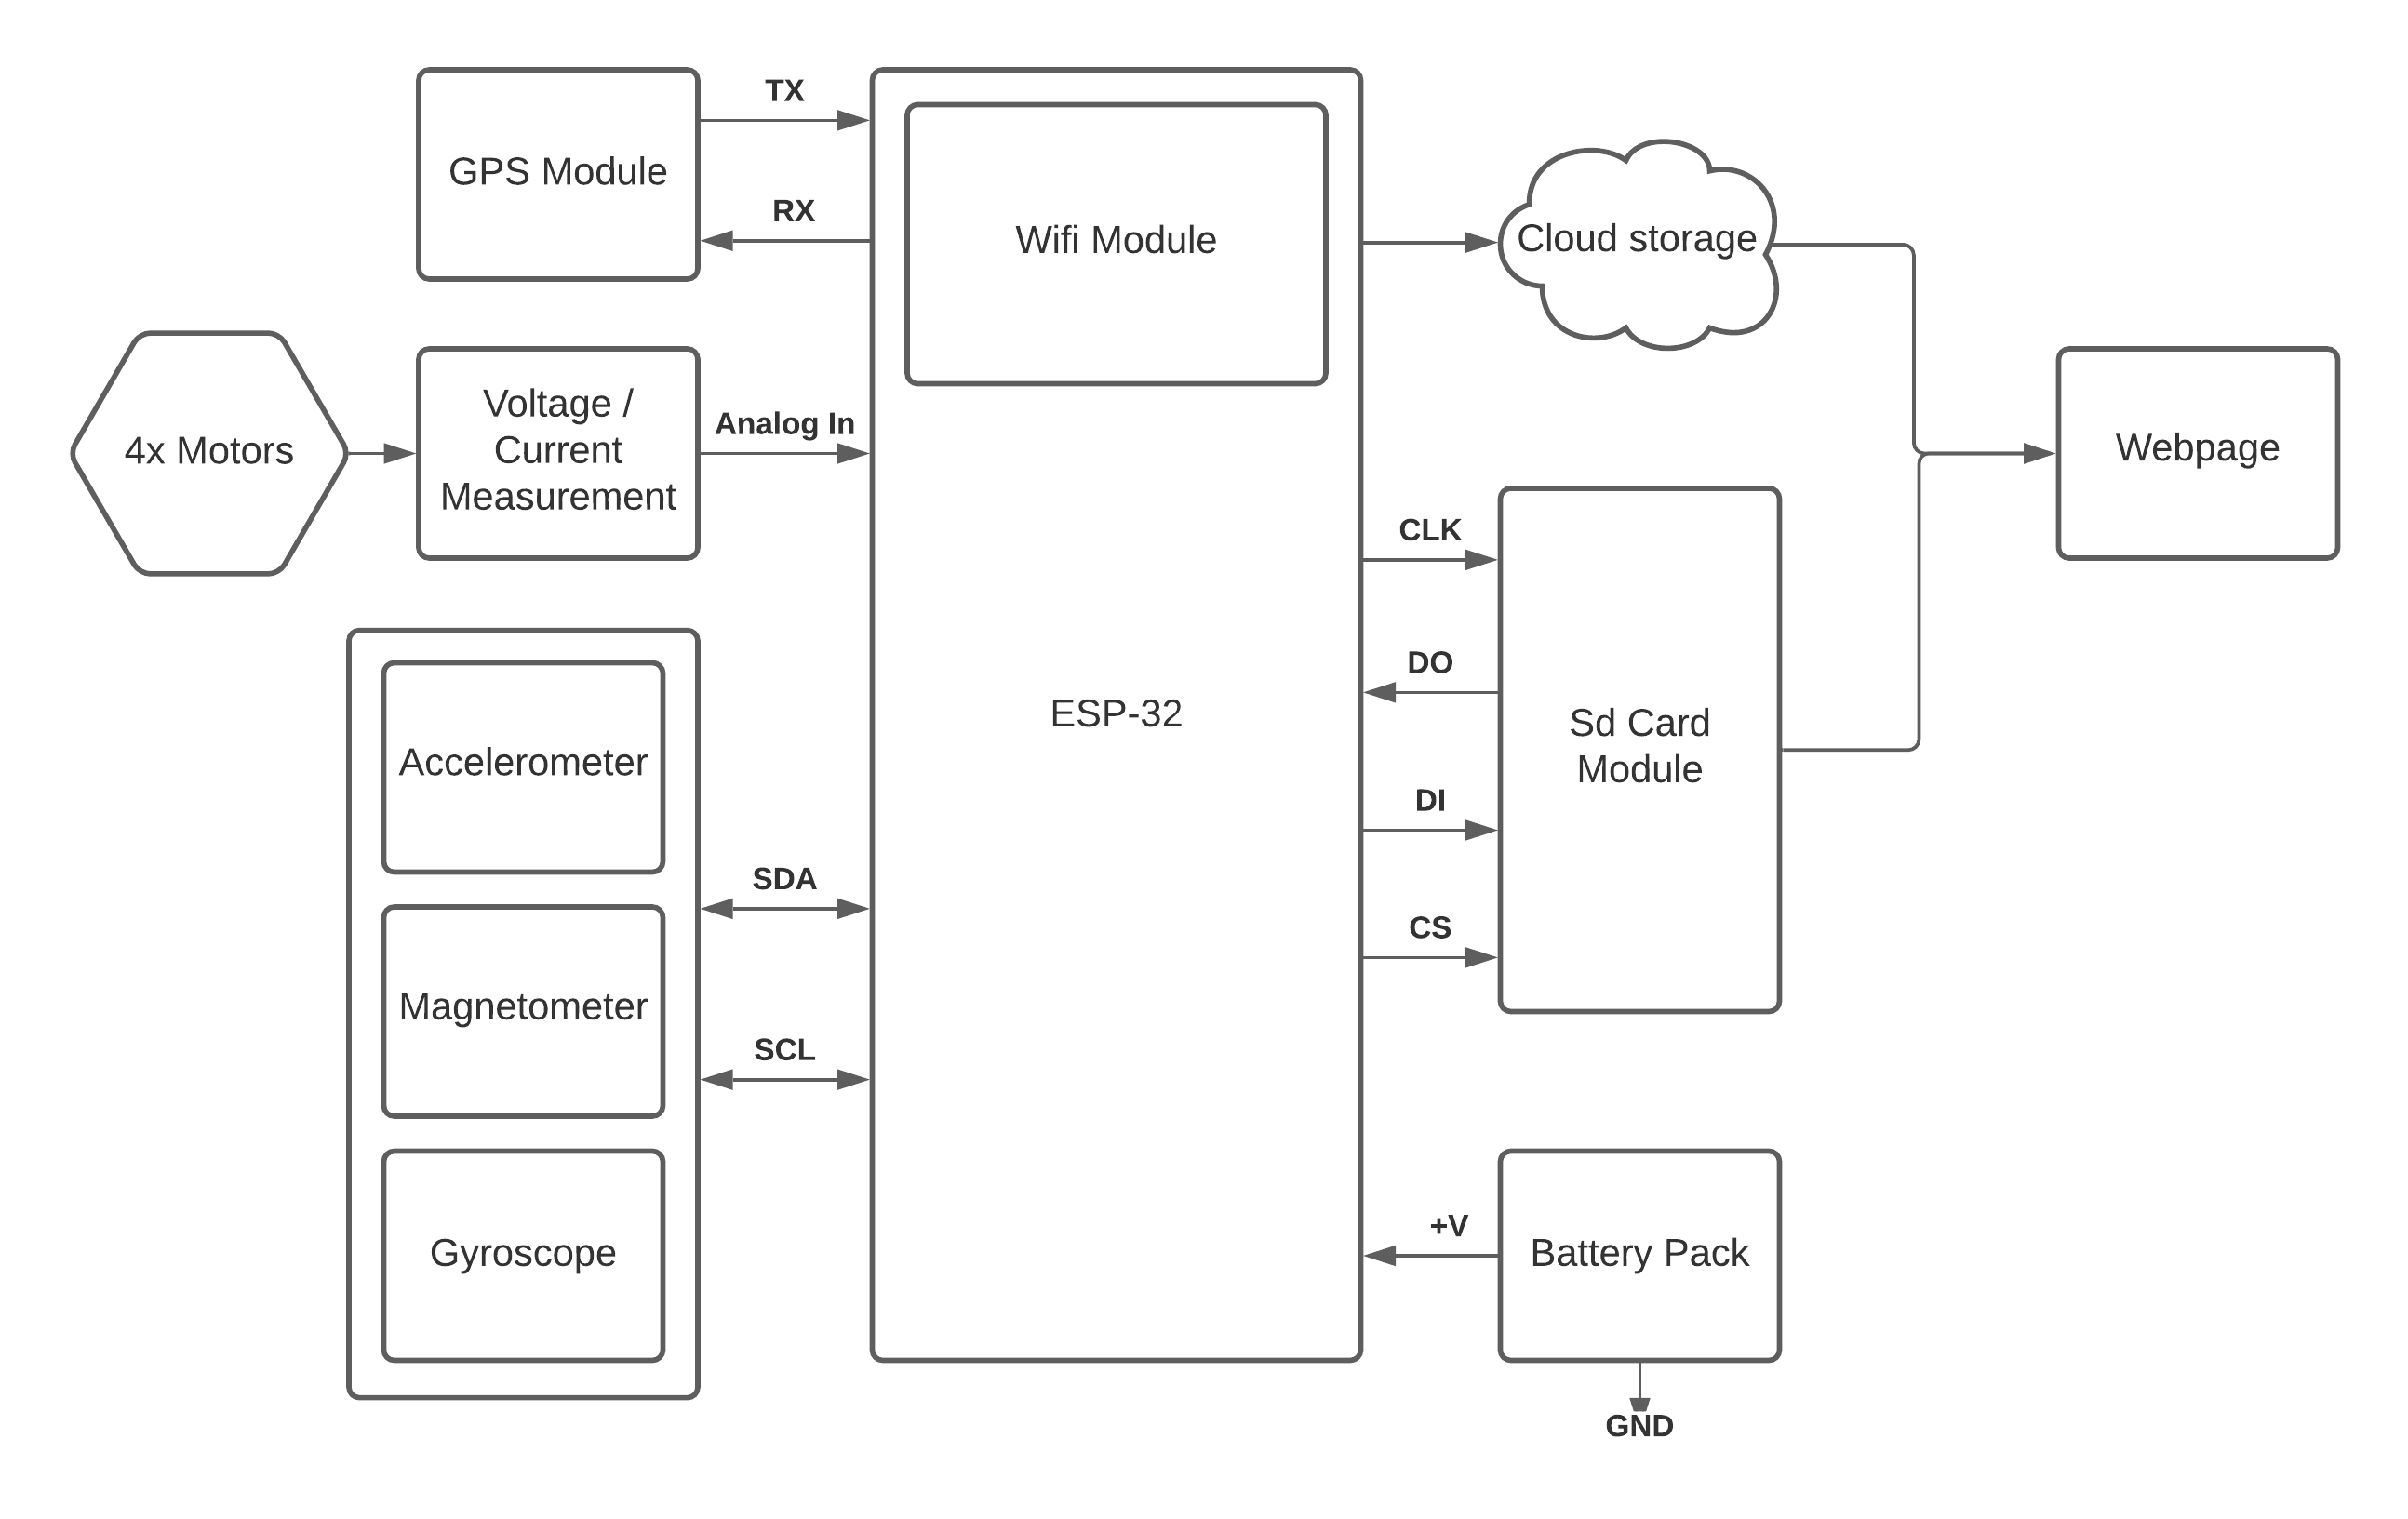 TX
GPS Module
RX
Wifi Module
Cloud storage
4x Motors
Voltage /
Current
Measurement
Analog In
Webpage
CLK
DO
ESP-32
Sd Card
Module
Accelerometer
DI
SDA
CS
Magnetometer
SCL
+V
Gyroscope
Battery Pack
GND